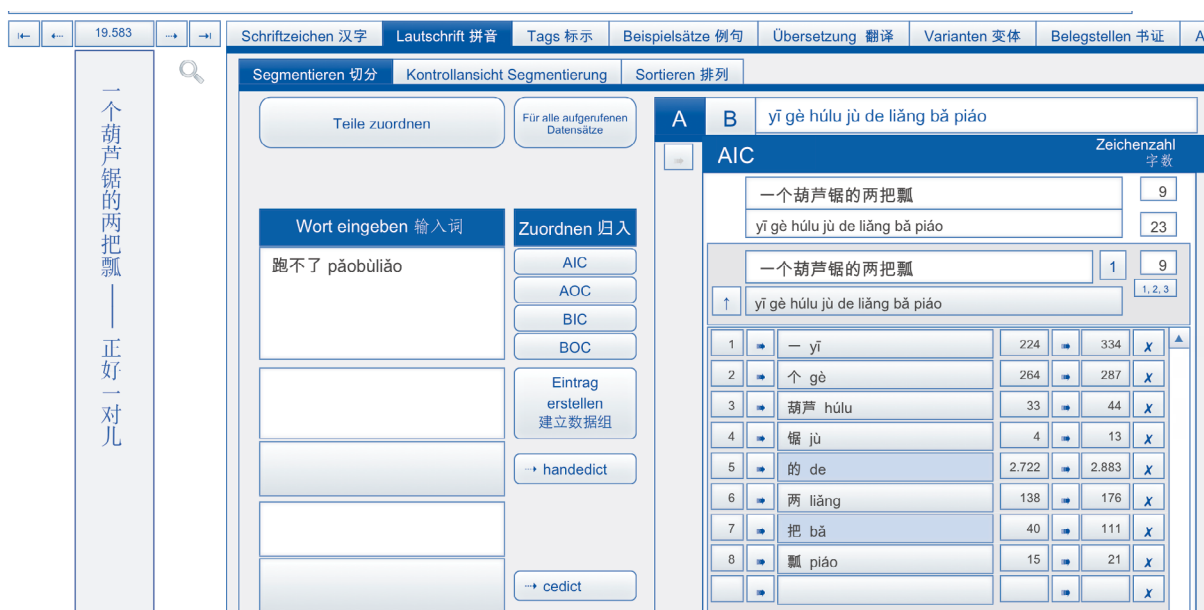 19.583
Schriftzeichen 汉字
Lautschrift 拼音
Tags 标示
Beispielsätze 例句
Übersetzung 翻译
Varianten 变体
Belegstellen 书证
A
一个葫芦锯的两把瓢——正好一对儿
Segmentieren 切分
Kontrollansicht Segmentierung
Sortieren 排列
Teile zuordnen
Für alle aufgerufenen
Datensätze
Wort eingeben 输入词
Zuordnen 归入
跑不了 pǎobùliǎo
AIC
AOC
BIC
BOC
Eintrag
erstellen
建立数据组
→ handedict
→ cedict
A
B
yī gè húlu jù de liǎng bǎ piáo
AIC
Zeichenzahl
字数
一个葫芦锯的两把瓢 9
yī gè húlu jù de liǎng bǎ piáo 23
一个葫芦锯的两把瓢 1 9
1, 2, 3
↑ yī gè húlu jù de liǎng bǎ piáo
1 一 yī 224 334 x
2 个 gè 264 287 x
3 葫芦 húlu 33 44 x
4 锯 jù 4 13 x
5 的 de 2.722 2.883 x
6 两 liǎng 138 176 x
7 把 bǎ 40 111 x
8 瓢 piáo 15 21 x
x